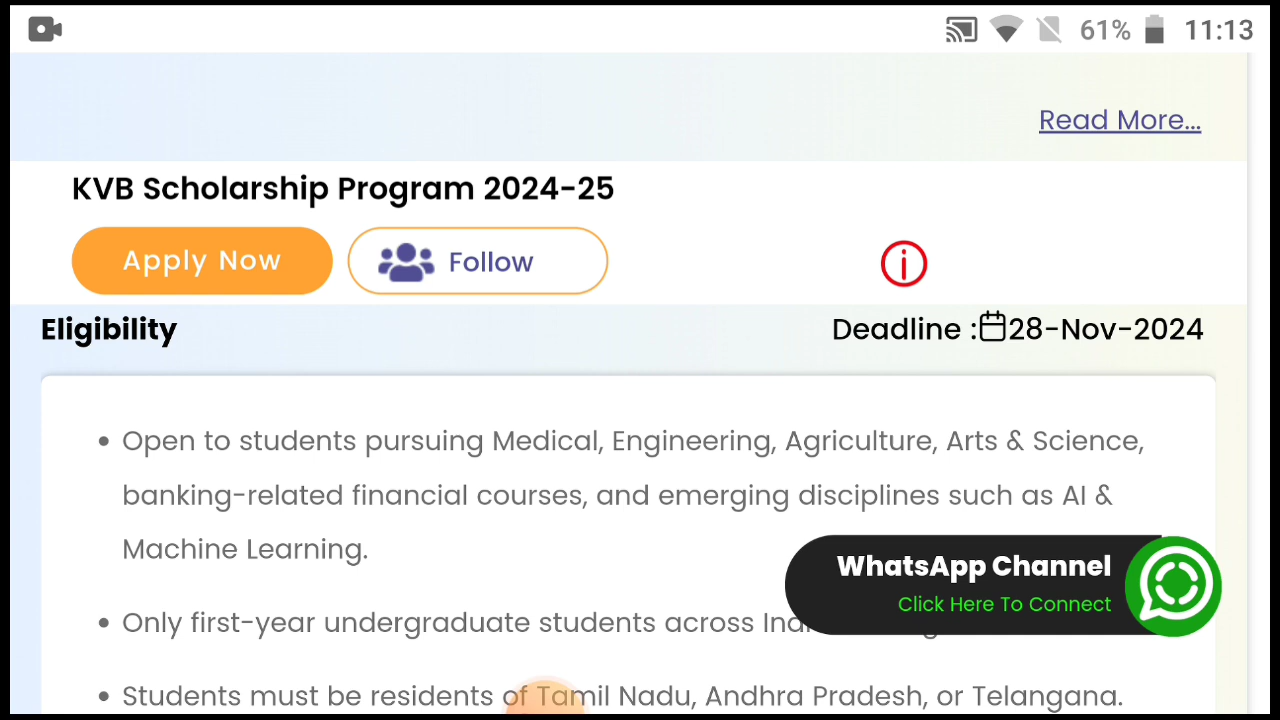 61% 11:13
Read More...
KVB Scholarship Program 2024-25
Apply Now Follow
Eligibility Deadline : 28-Nov-2024
Open to students pursuing Medical, Engineering, Agriculture, Arts & Science,
banking-related financial courses, and emerging disciplines such as AI &
Machine Learning.
WhatsApp Channel
Click Here To Connect
Only first-year undergraduate students across
Students must be residents of Tamil Nadu, Andhra Pradesh, or Telangana.